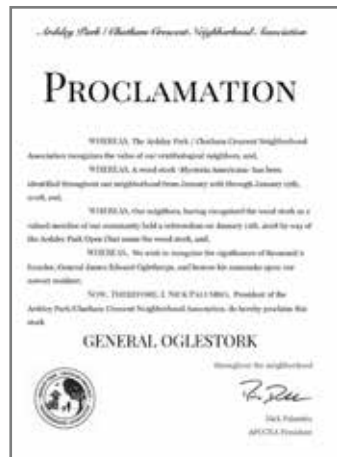 Ardsley Park / Chatham Crescent Neighborhood Association
PROCLAMATION
WHEREAS, The Ardsley Park / Chatham Crescent Neighborhood
Association recognizes the value of our ornithological neighbors, and,
WHEREAS, A wood stork (Mycteria Americana) has been
identified throughout our neighborhood from January through January
and,
WHEREAS, Our neighbors, having recognized the wood stork as a
valued member of our community held a referendum on January by way of
the Ardsley Park Open Chat name the wood stork, and,
WHEREAS, We wish to recognize the significance of Savannah's
founder, General James Edward Oglethorpe, and bestow his namesake upon our
newest resident;
NOW, THEREFORE, I, NICK PALUMBO, President of the
Ardsley Park/Chatham Crescent Neighborhood Association, do hereby proclaim this
stork
GENERAL OGLESTORK
throughout the neighborhood
Nick Palumbo
APCCNA President